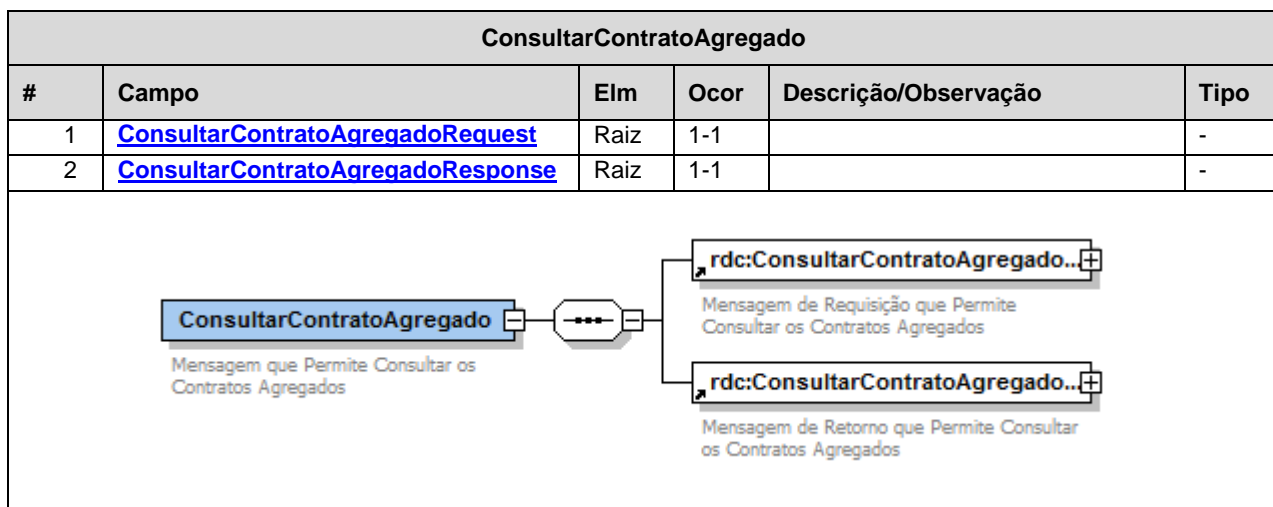 ConsultarContratoAgregado
# Campo Elm Ocor Descrição/Observação Tipo
1 ConsultarContratoAgregadoRequest Raiz 1-1 -
2 ConsultarContratoAgregadoResponse Raiz 1-1 -
rdc:ConsultarContratoAgregado...
Mensagem de Requisição que Permite
Consultar os Contratos Agregados
ConsultarContratoAgregado
Mensagem que Permite Consultar os
Contratos Agregados
rdc:ConsultarContratoAgregado...
Mensagem de Retorno que Permite Consultar
os Contratos Agregados